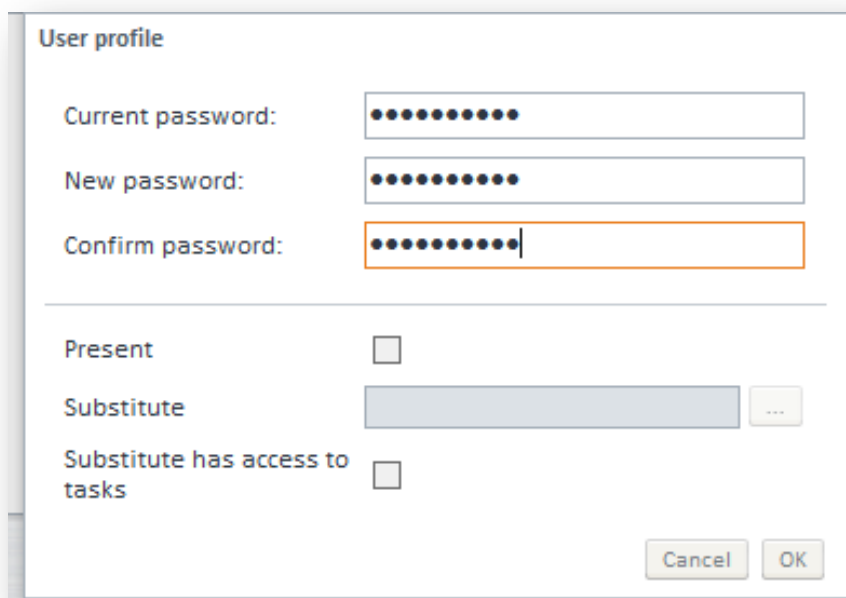 User profile
Current password: ••••••••••
New password: ••••••••••
Confirm password: ••••••••••
Present
Substitute ...
Substitute has access to
tasks
Cancel OK